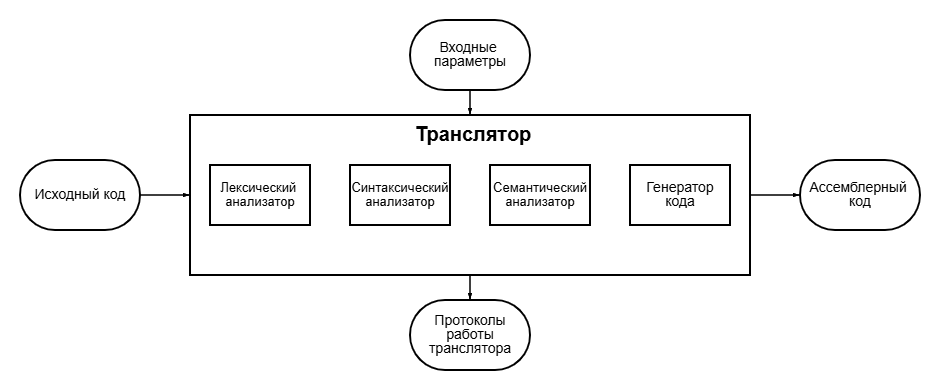 Входные
параметры
Транслятор
Исходный код
Лексический
анализатор
Синтаксический
анализатор
Семантический
анализатор
Генератор
кода
Ассемблерный
код
Протоколы
работы
транслятора